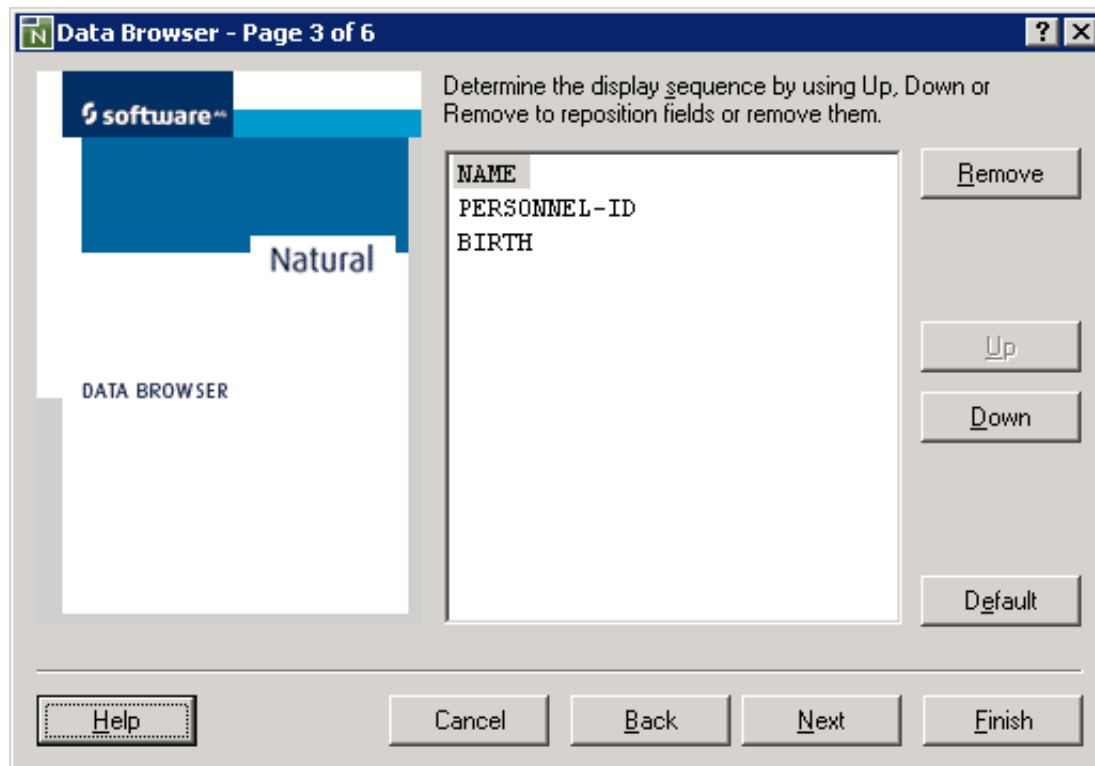 Data Browser - Page 3 of 6
software AG
Natural
DATA BROWSER
Determine the display sequence by using Up, Down or
Remove to reposition fields or remove them.
NAME
PERSONNEL-ID
BIRTH
Remove
Up
Down
Default
Help
Cancel
Back
Next
Finish